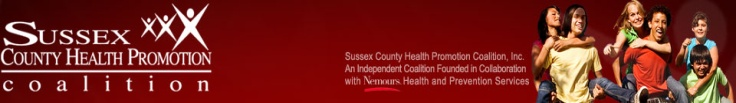 SUSSEX
COUNTY HEALTH PROMOTION
coalition
Sussex County Health Promotion Coalition, Inc.
An Independent Coalition Founded in Collaboration
with Nemours. Health and Prevention Services